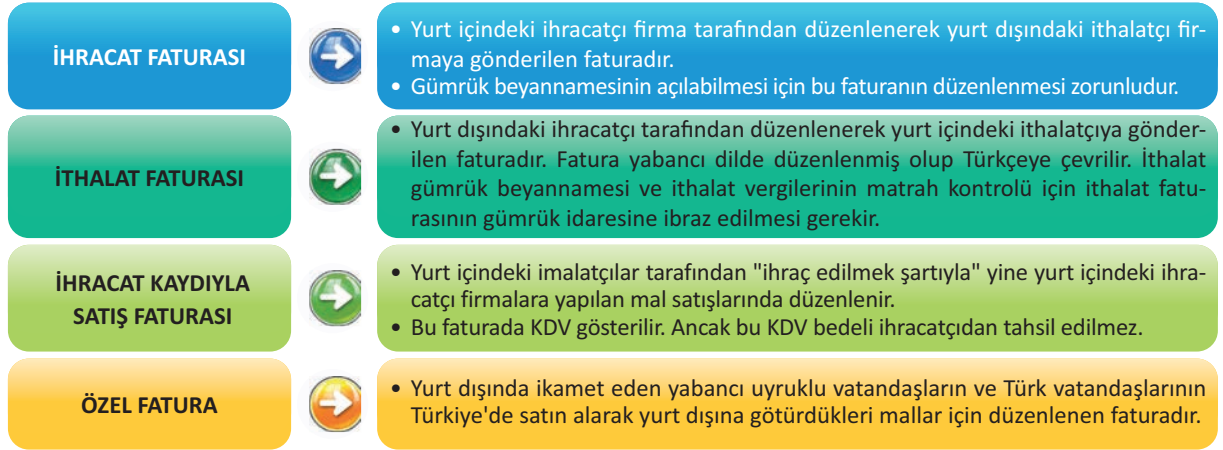 İHRACAT FATURASI
• Yurt içindeki ihracatçı firma tarafından düzenlenerek yurt dışındaki ithalatçı fir-
maya gönderilen faturadır.
• Gümrük beyannamesinin açılabilmesi için bu faturanın düzenlenmesi zorunludur.
İTHALAT FATURASI
• Yurt dışındaki ihracatçı tarafından düzenlenerek yurt içindeki ithalatçıya gönder-
ilen faturadır. Fatura yabancı dilde düzenlenmiş olup Türkçeye çevrilir. İthalat
gümrük beyannamesi ve ithalat vergilerinin matrah kontrolü için ithalat fatu-
rasının gümrük idaresine ibraz edilmesi gerekir.
İHRACAT KAYDIYLA
SATIŞ FATURASI
• Yurt içindeki imalatçılar tarafından "ihraç edilmek şartıyla" yine yurt içindeki ihra-
catçı firmalara yapılan mal satışlarında düzenlenir.
• Bu faturada KDV gösterilir. Ancak bu KDV bedeli ihracatçıdan tahsil edilmez.
ÖZEL FATURA
• Yurt dışında ikamet eden yabancı uyruklu vatandaşların ve Türk vatandaşlarının
Türkiye'de satın alarak yurt dışına götürdükleri mallar için düzenlenen faturadır.